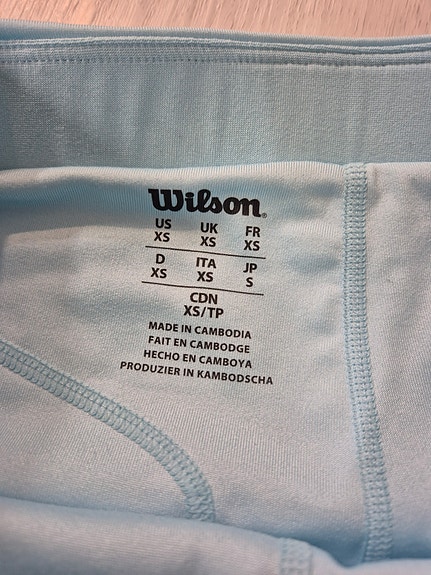 Wilson®
US UK FR
XS XS XS
D ITA JP
XS XS S
CDN
XS/TP
MADE IN CAMBODIA
FAIT EN CAMBODGE
HECHO EN CAMBOYA
PRODUZIER IN KAMBODSCHA